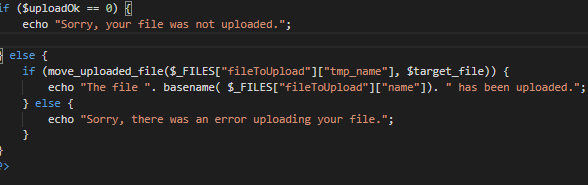 if ($uploadOk == 0) {
echo "Sorry, your file was not uploaded.";
} else {
if (move_uploaded_file($_FILES["fileToUpload"]["tmp_name"], $target_file)) {
echo "The file ". basename( $_FILES["fileToUpload"]["name"]). " has been uploaded.";
} else {
echo "Sorry, there was an error uploading your file.";
}
}
?>